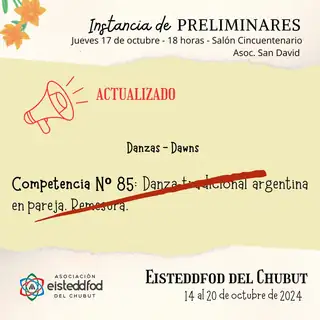 Instancia de PRELIMINARES
Jueves 17 de octubre - 18 horas - Salón Cincuentenario
Asoc. San David
ACTUALIZADO
Danzas - Dawns
Competencia Nº 85: Danza tradicional argentina
en pareja. Remesura.
ASOCIACIÓN
eisteddfod
DEL CHUBUT
EISTEDDFOD DEL CHUBUT
14 al 20 de octubre de 2024